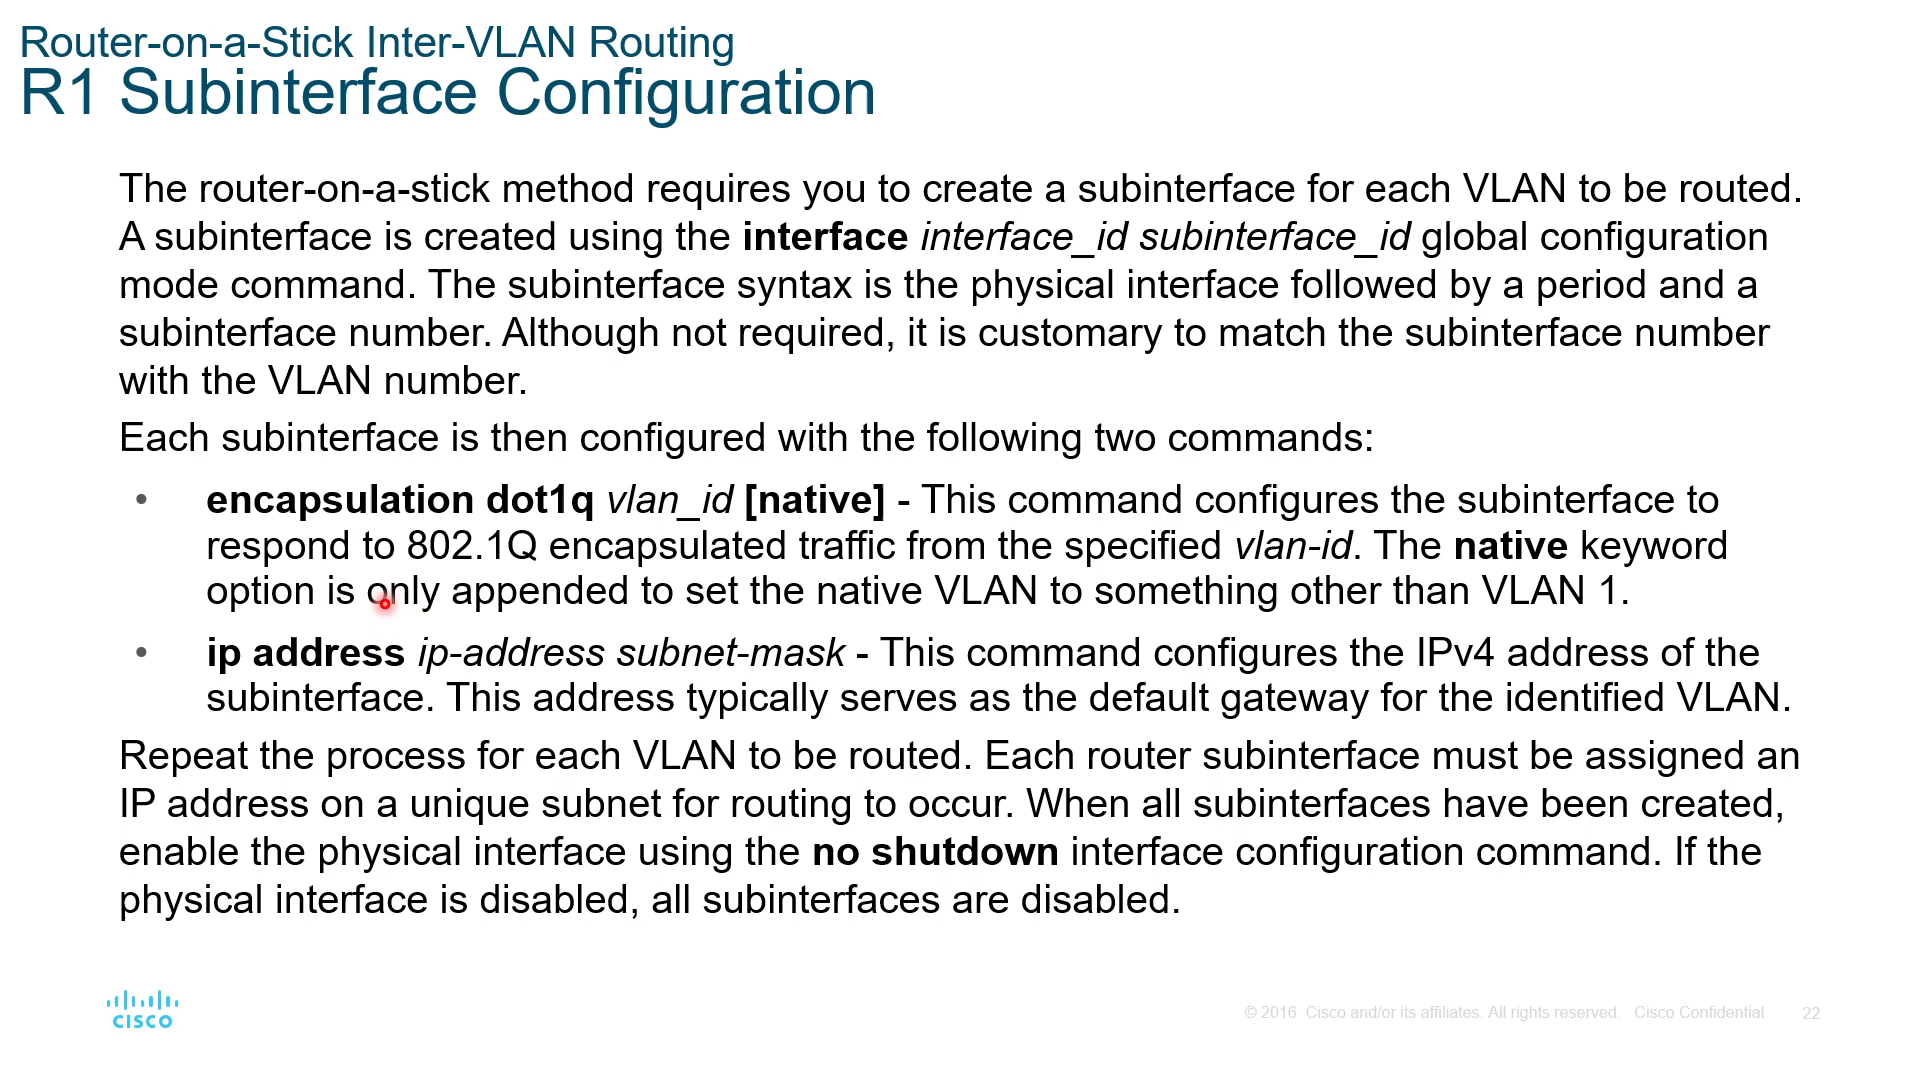 Router-on-a-Stick Inter-VLAN Routing
R1 Subinterface Configuration
The router-on-a-stick method requires you to create a subinterface for each VLAN to be routed.
A subinterface is created using the interface interface_id subinterface_id global configuration
mode command. The subinterface syntax is the physical interface followed by a period and a
subinterface number. Although not required, it is customary to match the subinterface number
with the VLAN number.
Each subinterface is then configured with the following two commands:
• encapsulation dot1q vlan_id [native] - This command configures the subinterface to
respond to 802.1Q encapsulated traffic from the specified vlan-id. The native keyword
option is only appended to set the native VLAN to something other than VLAN 1.
• ip address ip-address subnet-mask - This command configures the IPv4 address of the
subinterface. This address typically serves as the default gateway for the identified VLAN.
Repeat the process for each VLAN to be routed. Each router subinterface must be assigned an
IP address on a unique subnet for routing to occur. When all subinterfaces have been created,
enable the physical interface using the no shutdown interface configuration command. If the
physical interface is disabled, all subinterfaces are disabled.
CISCO
© 2016 Cisco and/or its affiliates. All rights reserved. Cisco Confidential 22